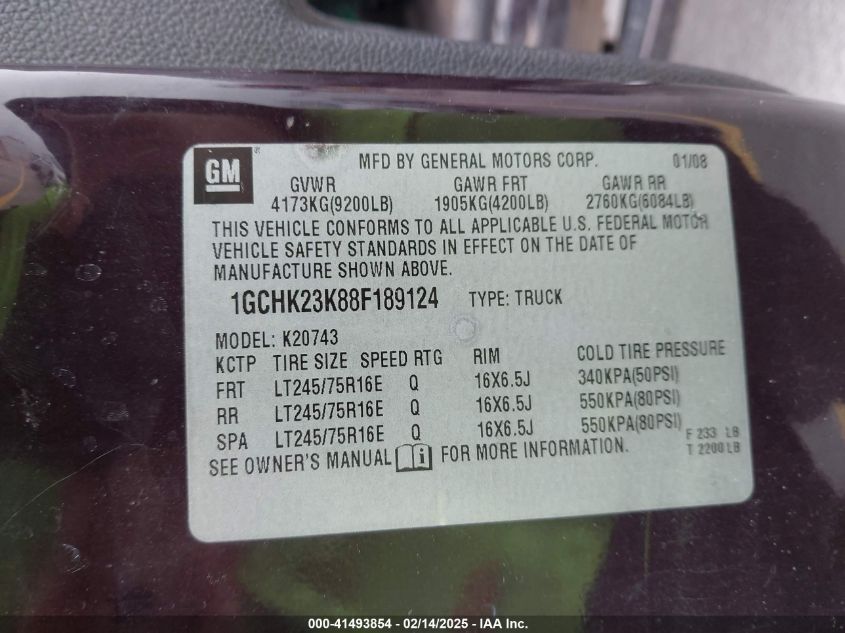 GM
MFD BY GENERAL MOTORS CORP. 01/08
GVWR GAWR FRT GAWR RR
4173KG(9200LB) 1905KG(4200LB) 2760KG(6084LB)
THIS VEHICLE CONFORMS TO ALL APPLICABLE U.S. FEDERAL MOTOR
VEHICLE SAFETY STANDARDS IN EFFECT ON THE DATE OF
MANUFACTURE SHOWN ABOVE.
1GCHK23K88F189124 TYPE: TRUCK
MODEL: K20743
KCTP TIRE SIZE SPEED RTG RIM COLD TIRE PRESSURE
FRT LT245/75R16E Q 16X6.5J 340KPA(50PSI)
RR LT245/75R16E Q 16X6.5J 550KPA(80PSI)
SPA LT245/75R16E Q 16X6.5J 550KPA(80PSI)
F 233 LB
SEE OWNER'S MANUAL i FOR MORE INFORMATION. T 2200 LB
000-41493854 - 02/14/2025 - IAA Inc.